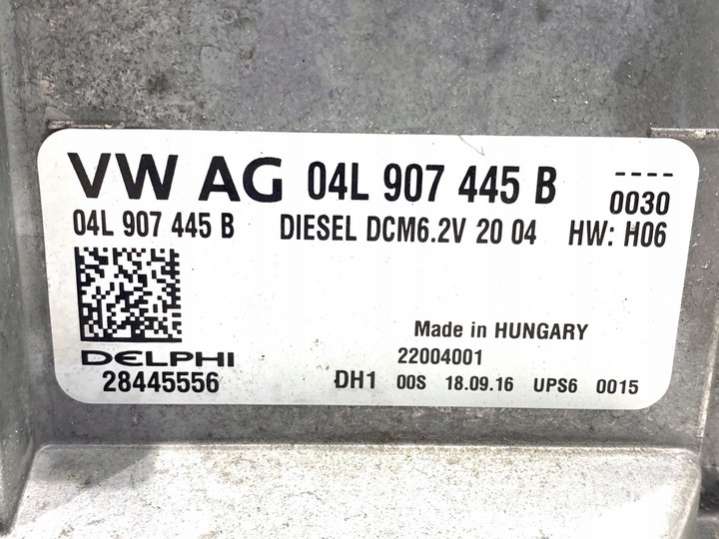 VW AG 04L 907 445 B ----
0030
04L 907 445 B DIESEL DCM6.2V 20 04 HW: H06
Made in HUNGARY
DELPHI 22004001
28445556 DH1 00S 18.09.16 UPS6 0015